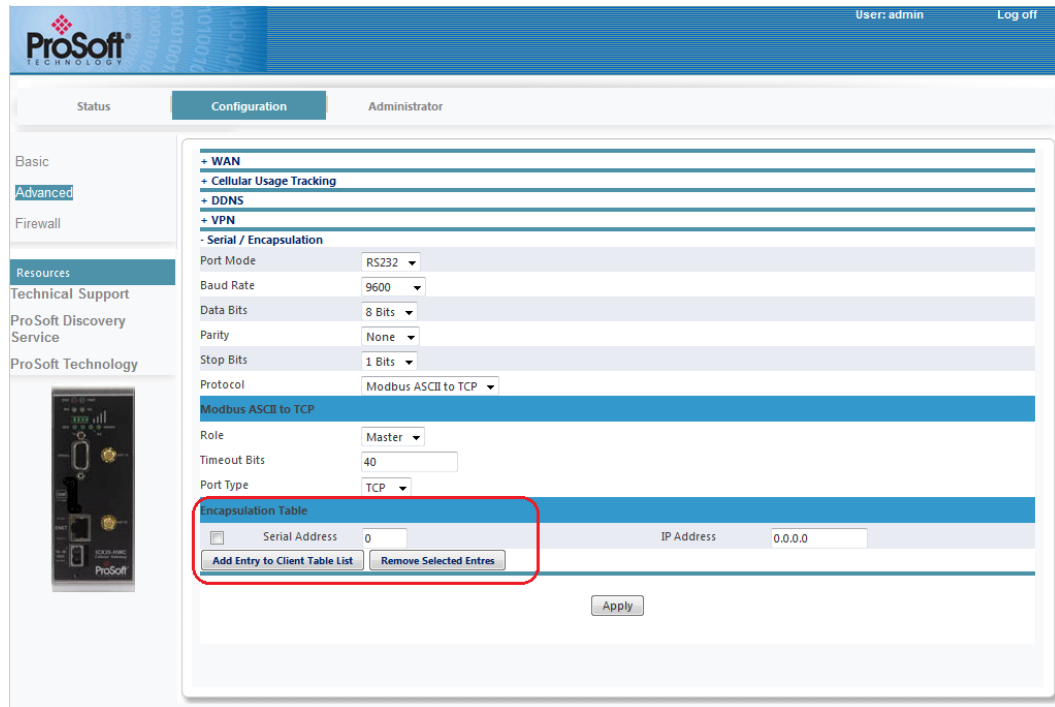 User: admin
Log off
ProSoft®
TECHNOLOGY
Status
Configuration
Administrator
Basic
Advanced
Firewall
Resources
Technical Support
ProSoft Discovery
Service
ProSoft Technology
ProSoft
+ WAN
+ Cellular Usage Tracking
+ DDNS
+ VPN
- Serial / Encapsulation
Port Mode RS232
Baud Rate 9600
Data Bits 8 Bits
Parity None
Stop Bits 1 Bits
Protocol Modbus ASCII to TCP
Modbus ASCII to TCP
Role Master
Timeout Bits 40
Port Type TCP
Encapsulation Table
Serial Address 0 IP Address 0.0.0.0
Add Entry to Client Table List Remove Selected Entres
Apply